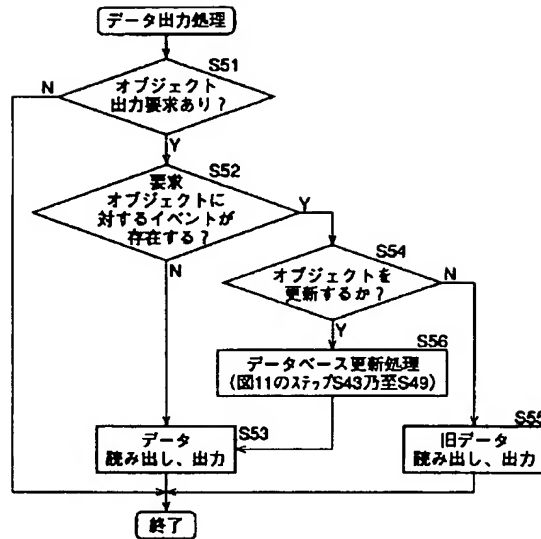 データ出力処理
S51
オブジェクト
出力要求あり？
N
Y
S52
要求
オブジェクトに
対するイベントが
存在する？
Y
N
S54
オブジェクトを
更新するか？
N
Y
S56
データベース更新処理
(図11のステップS43乃至S49)
S53
データ
読み出し、出力
S55
旧データ
読み出し、出力
終了